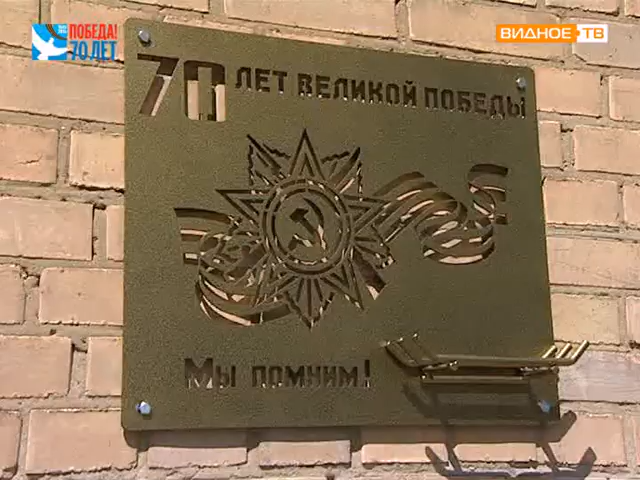 ПОБЕДА!
70 ЛЕТ
ВИДНОЕ ТВ
70 ЛЕТ ВЕЛИКОЙ ПОБЕДЫ
Мы помним!